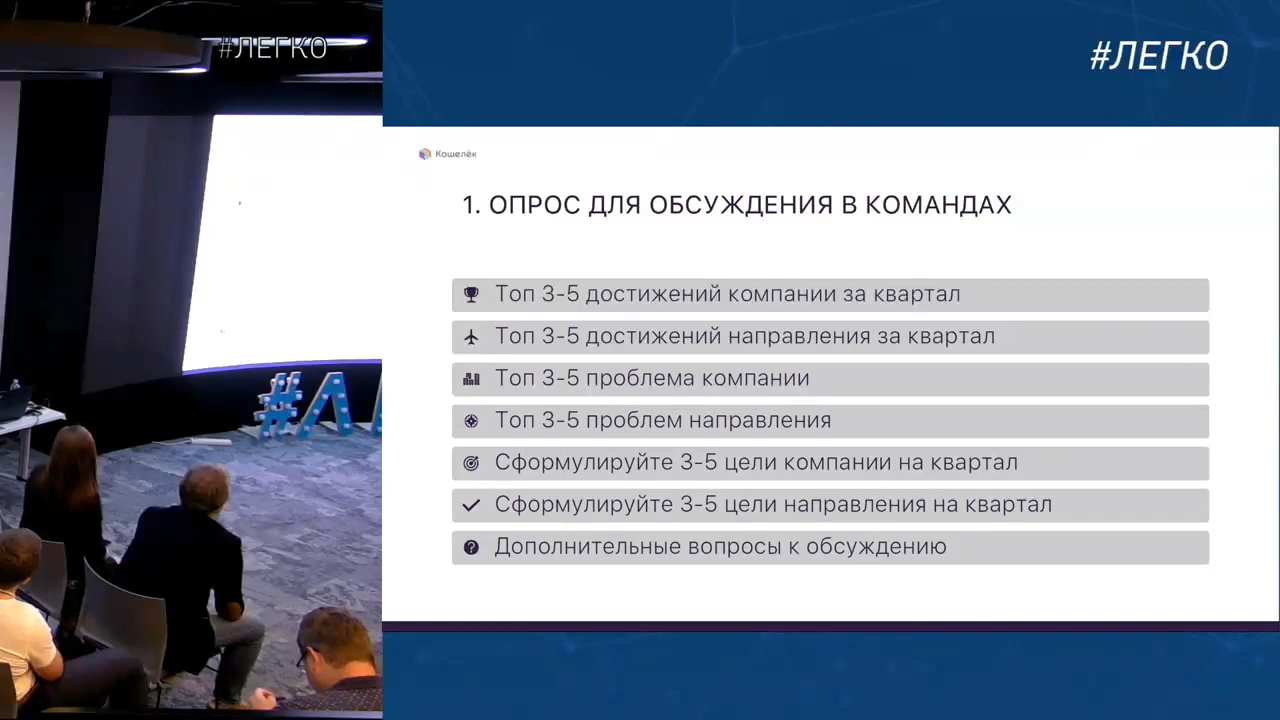 #ЛЕГКО
#ЛЕГКО
Кошелёк
1. ОПРОС ДЛЯ ОБСУЖДЕНИЯ В КОМАНДАХ
Топ 3-5 достижений компании за квартал
Топ 3-5 достижений направления за квартал
Топ 3-5 проблема компании
Топ 3-5 проблем направления
Сформулируйте 3-5 цели компании на квартал
Сформулируйте 3-5 цели направления на квартал
Дополнительные вопросы к обсуждению
#Л